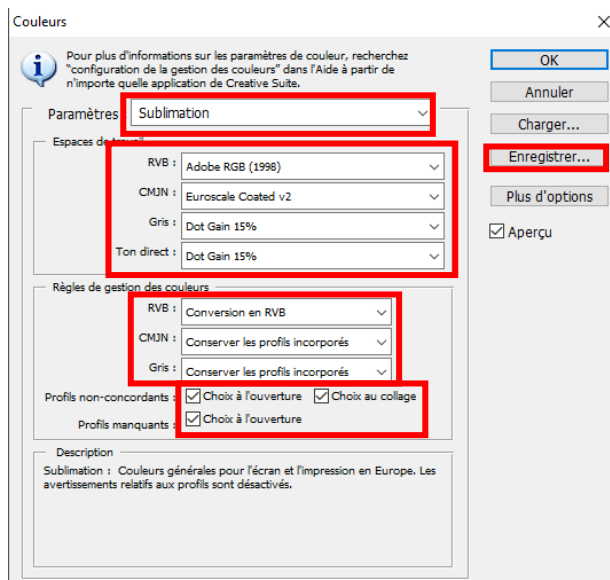 Couleurs
Pour plus d'informations sur les paramètres de couleur, recherchez
"configuration de la gestion des couleurs" dans l'Aide à partir de
n'importe quelle application de Creative Suite.
OK
Annuler
Charger...
Enregistrer...
Plus d'options
Aperçu
Paramètres Sublimation
Espaces de travail
RVB : Adobe RGB (1998)
CMJN : Euroscale Coated v2
Gris : Dot Gain 15%
Ton direct : Dot Gain 15%
Règles de gestion des couleurs
RVB : Conversion en RVB
CMJN : Conserver les profils incorporés
Gris : Conserver les profils incorporés
Profils non-concordants : Choix à l'ouverture Choix au collage
Profils manquants : Choix à l'ouverture
Description
Sublimation : Couleurs générales pour l'écran et l'impression en Europe. Les
avertissements relatifs aux profils sont désactivés.